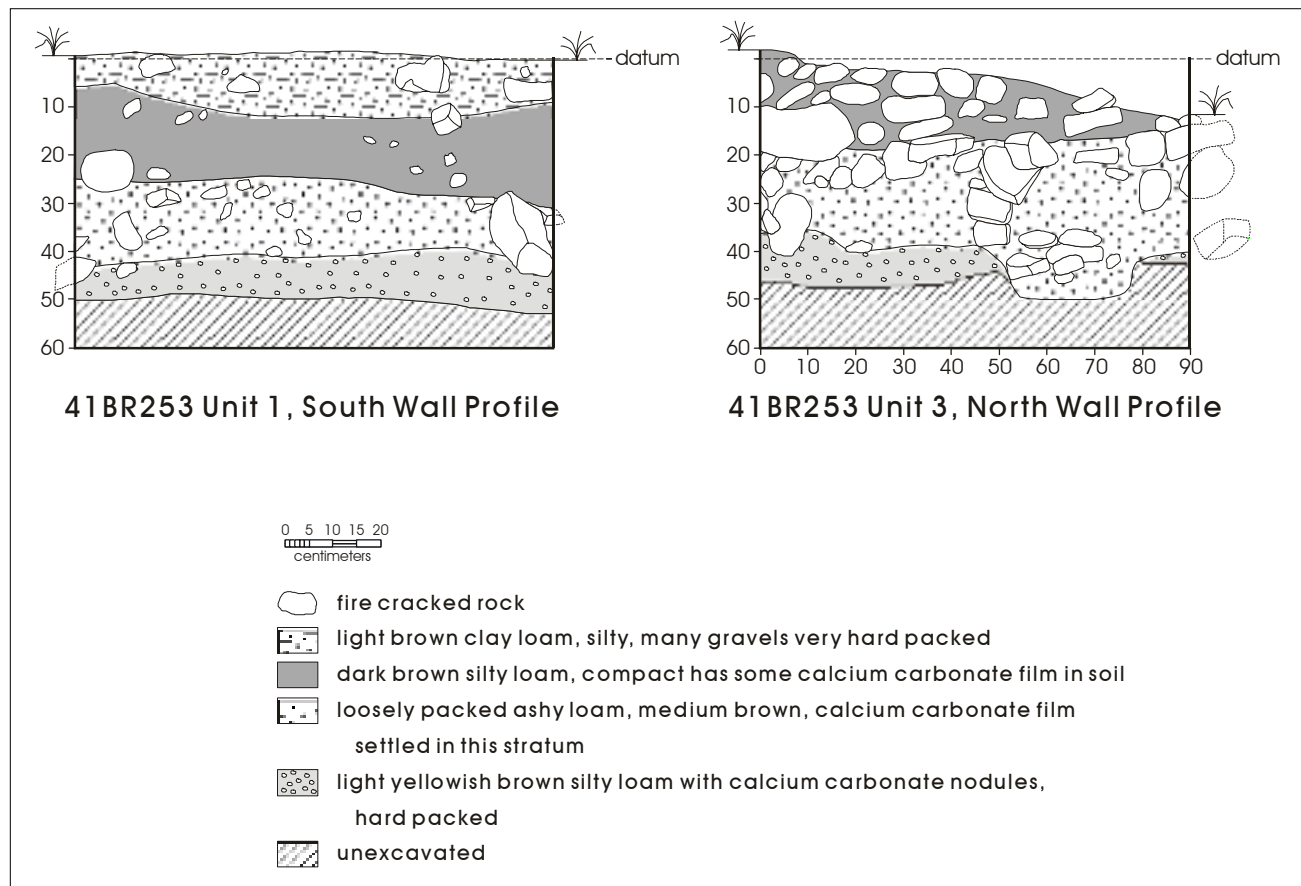 datum
10
20
30
40
50
60
41BR253 Unit 1, South Wall Profile
datum
10
20
30
40
50
60
0 10 20 30 40 50 60 70 80 90
41BR253 Unit 3, North Wall Profile
0 5 10 15 20
centimeters
fire cracked rock
light brown clay loam, silty, many gravels very hard packed
dark brown silty loam, compact has some calcium carbonate film in soil
loosely packed ashy loam, medium brown, calcium carbonate film
settled in this stratum
light yellowish brown silty loam with calcium carbonate nodules,
hard packed
unexcavated